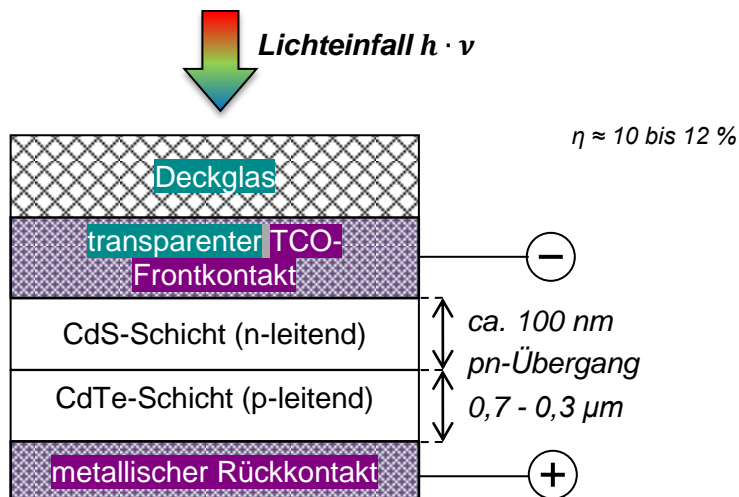 Lichteinfall h · ν
η ≈ 10 bis 12 %
Deckglas
transparenter TCO-
Frontkontakt
−
CdS-Schicht (n-leitend)
ca. 100 nm
pn-Übergang
CdTe-Schicht (p-leitend)
0,7 - 0,3 µm
metallischer Rückkontakt
+